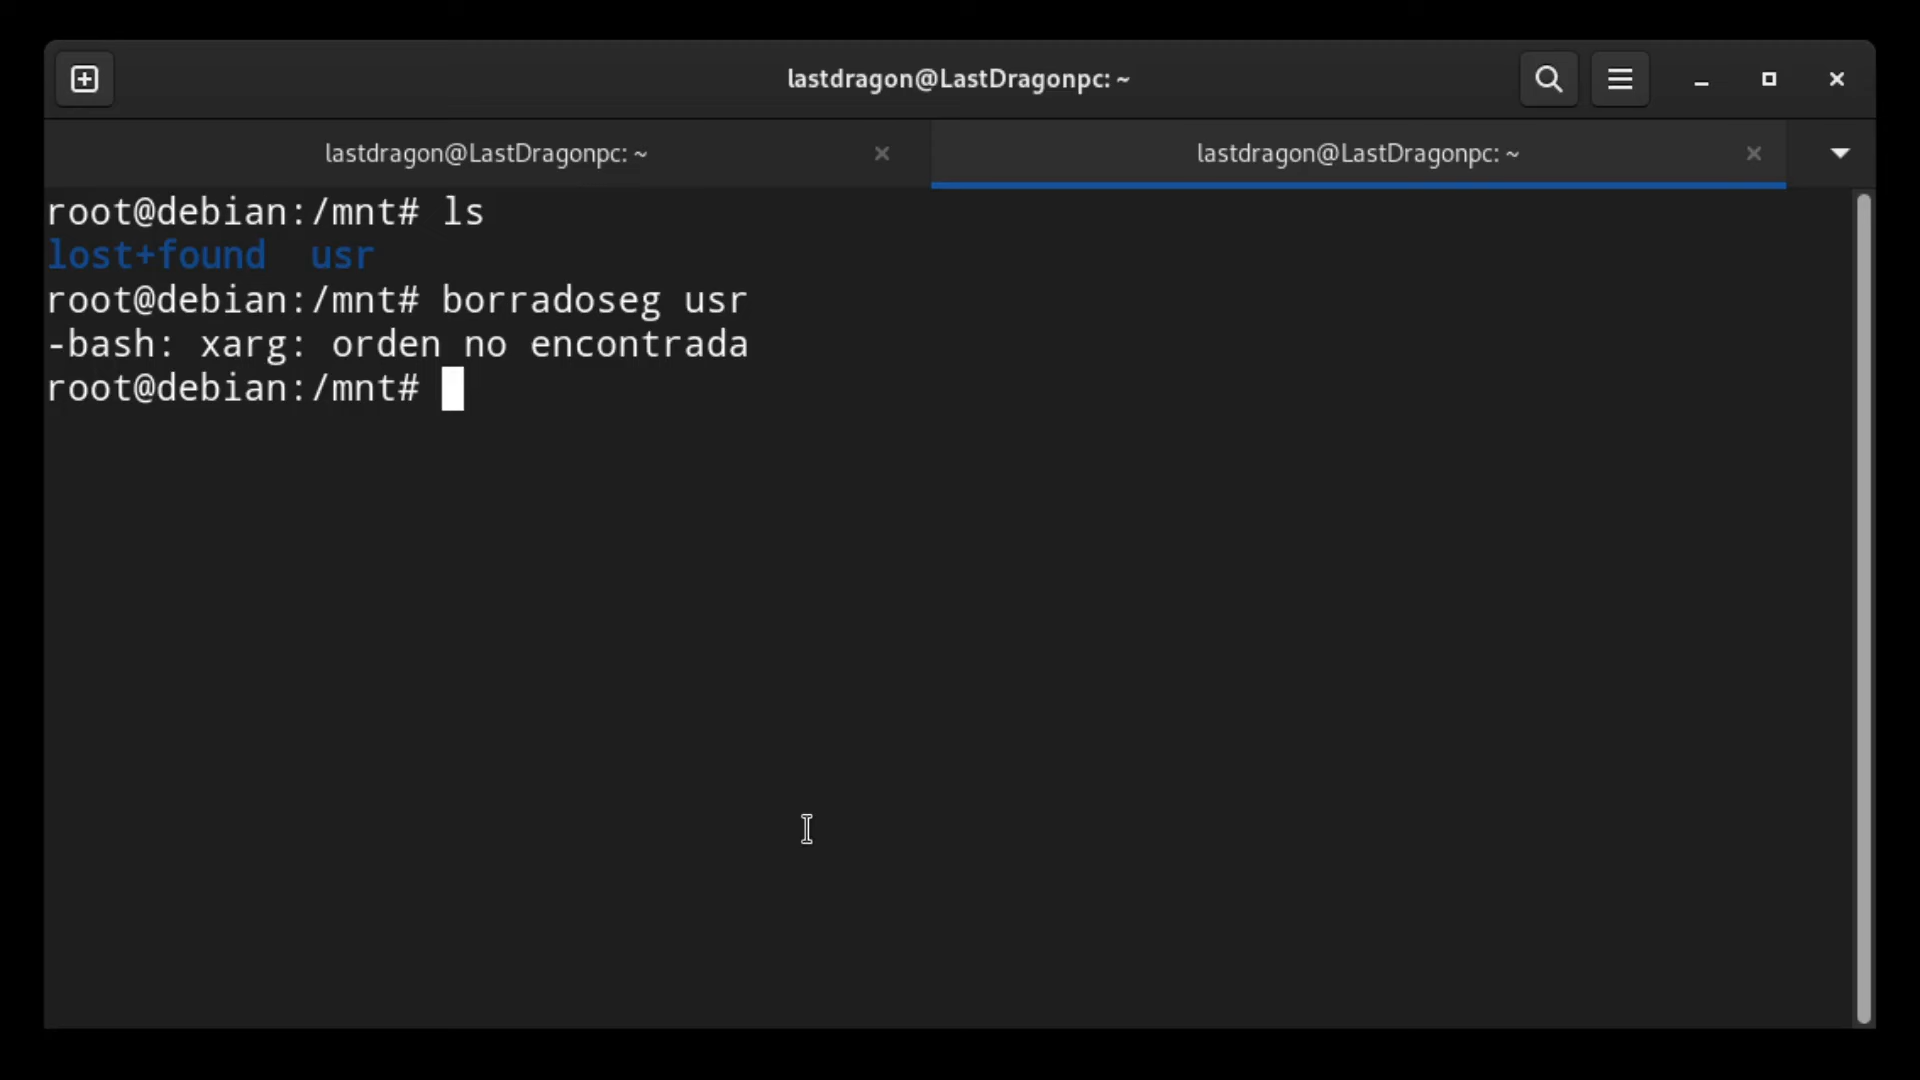 lastdragon@LastDragonpc: ~
lastdragon@LastDragonpc: ~
lastdragon@LastDragonpc: ~
root@debian:/mnt# ls
lost+found  usr
root@debian:/mnt# borradoseg usr
-bash: xarg: orden no encontrada
root@debian:/mnt#